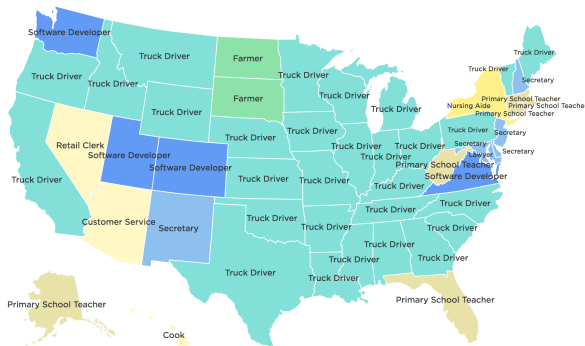 Software Developer
Truck Driver
Truck Driver
Truck Driver
Truck Driver
Farmer
Farmer
Truck Driver
Truck Driver
Truck Driver
Truck Driver
Truck Driver
Secretary
Primary School Teacher
Nursing Aide
Primary School Teache
Primary School Teacher
Truck Driver
Secretary
Secretary
Secretary
Lawyer
Retail Clerk
Software Developer
Software Developer
Truck Driver
Truck Driver
Truck Driver
Truck Driver
Truck Driver
Truck Driver
Primary School Teacher
Software Developer
Truck Driver
Truck Driver
Truck Driver
Truck Driver
Truck Driver
Truck Driver
Customer Service
Secretary
Truck Driver
Truck Driver
Truck Driver
Truck Driver
Truck Driver
Truck Driver
Truck Driver
Truck Driver
Truck Driver
Primary School Teacher
Primary School Teacher
Cook